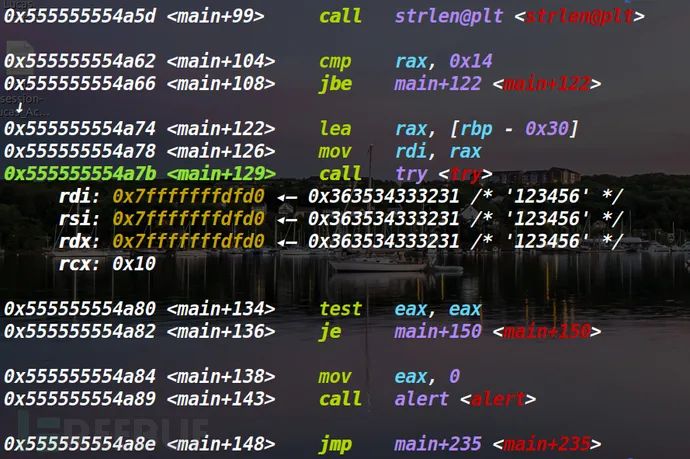 0x555555554a5d <main+99> call strlen@plt <strlen@plt>
0x555555554a62 <main+104> cmp rax, 0x14
0x555555554a66 <main+108> jbe main+122 <main+122>
↓
0x555555554a74 <main+122> lea rax, [rbp - 0x30]
0x555555554a78 <main+126> mov rdi, rax
0x555555554a7b <main+129> call try <try>
rdi: 0x7fffffffdfd0 ◂— 0x363534333231 /* '123456' */
rsi: 0x7fffffffdfd0 ◂— 0x363534333231 /* '123456' */
rdx: 0x7fffffffdfd0 ◂— 0x363534333231 /* '123456' */
rcx: 0x10
0x555555554a80 <main+134> test eax, eax
0x555555554a82 <main+136> je main+150 <main+150>
0x555555554a84 <main+138> mov eax, 0
0x555555554a89 <main+143> call alert <alert>
0x555555554a8e <main+148> jmp main+235 <main+235>